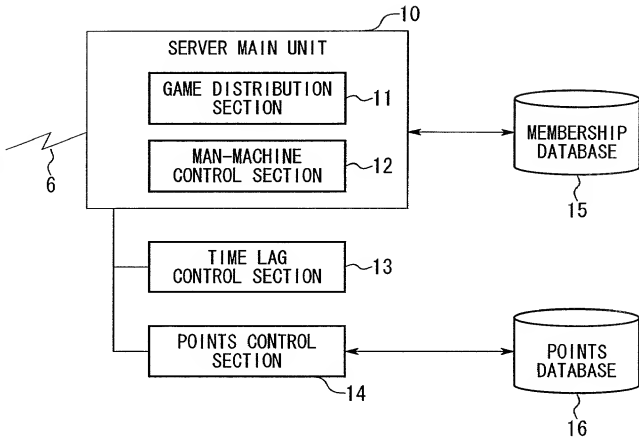 10
SERVER MAIN UNIT
GAME DISTRIBUTION
SECTION
11
MAN-MACHINE
CONTROL SECTION
12
6
MEMBERSHIP
DATABASE
15
TIME LAG
CONTROL SECTION
13
POINTS CONTROL
SECTION
14
POINTS
DATABASE
16